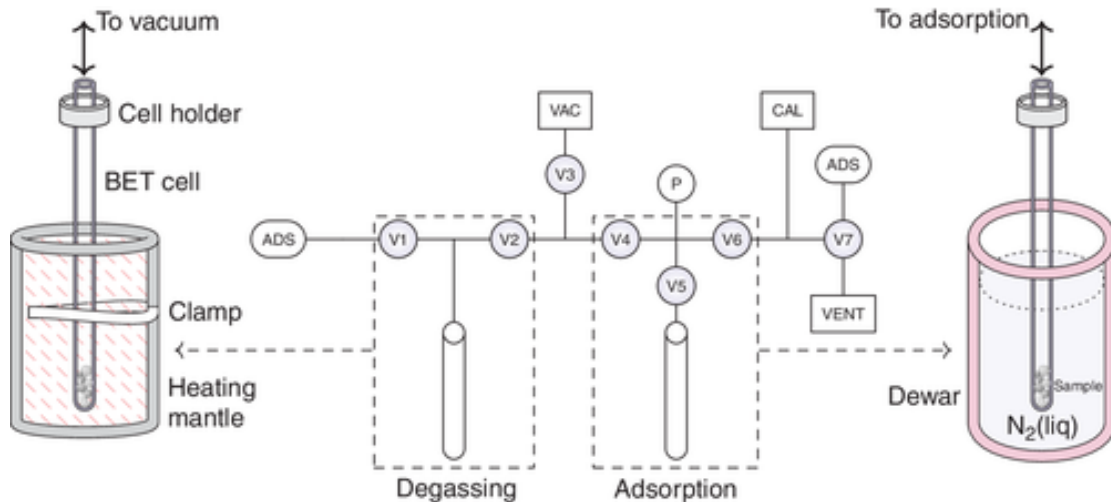 To vacuum
Cell holder
BET cell
Clamp
Heating
mantle
ADS
V1
V2
VAC
V3
Degassing
V4
P
V5
V6
Adsorption
CAL
ADS
V7
VENT
To adsorption
Dewar
Sample
N₂(liq)